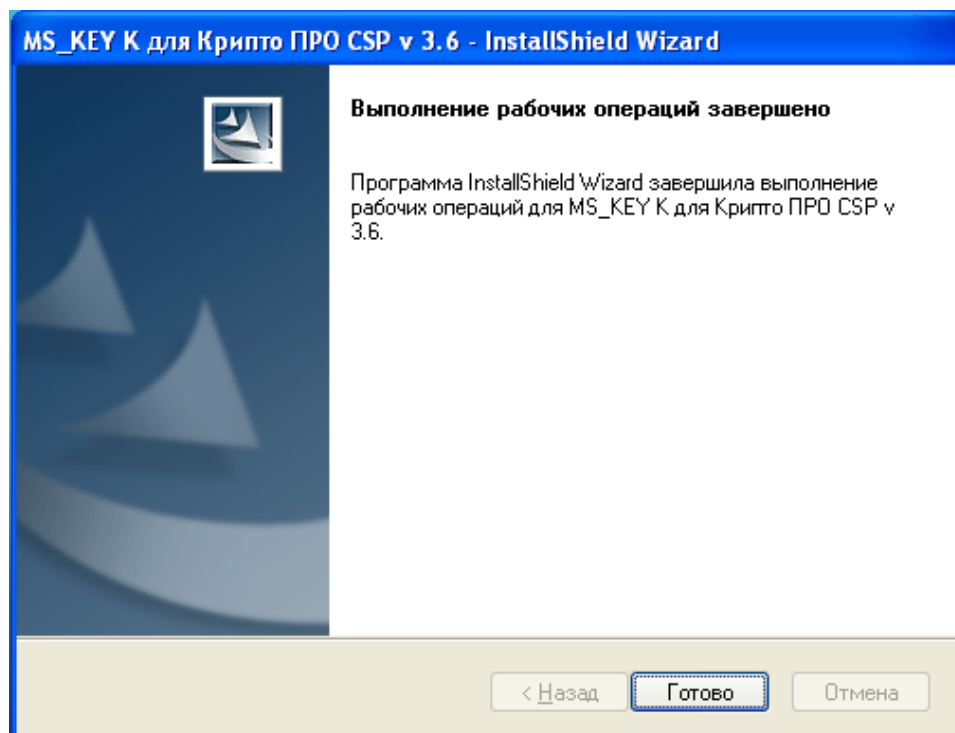 MS_KEY K для Крипто ПРО CSP v 3.6 - InstallShield Wizard
Выполнение рабочих операций завершено
Программа InstallShield Wizard завершила выполнение
рабочих операций для MS_KEY K для Крипто ПРО CSP v
3.6.
< Назад
Готово
Отмена